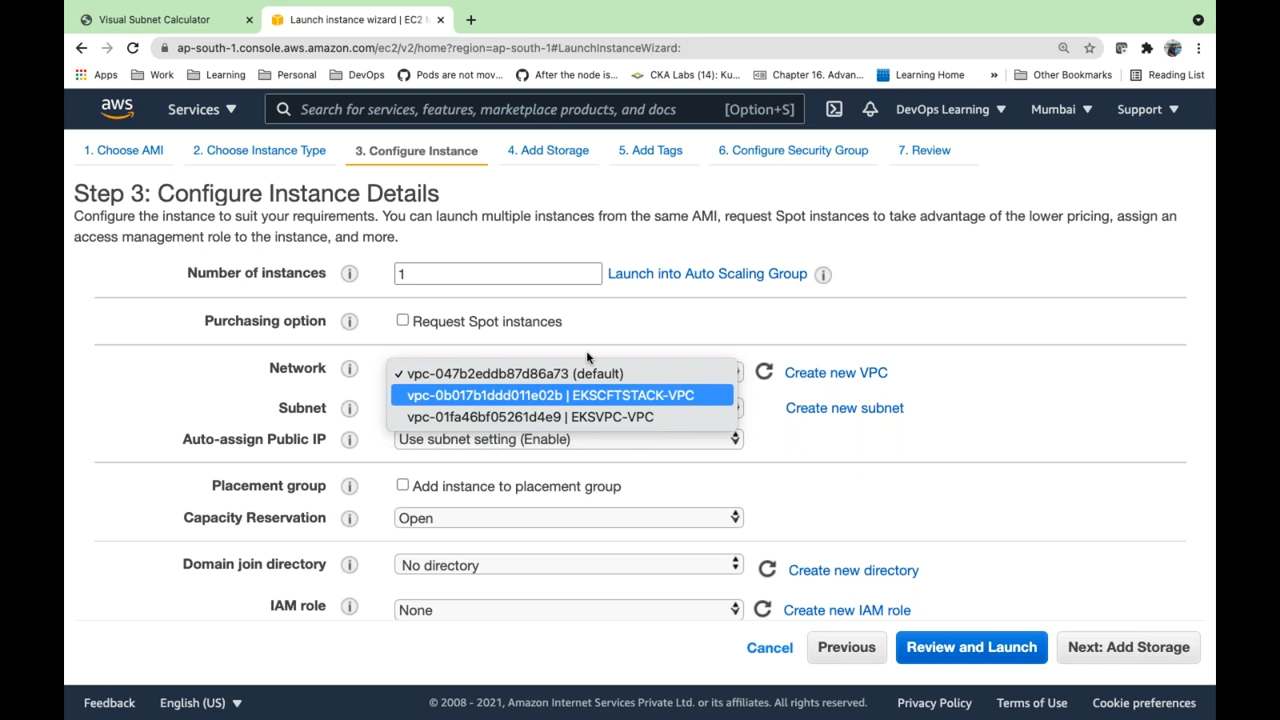 Visual Subnet Calculator
Launch instance wizard | EC2
ap-south-1.console.aws.amazon.com/ec2/v2/home?region=ap-south-1#LaunchInstanceWizard:
Apps Work Learning Personal DevOps Pods are not mov... After the node is... CKA Labs (14): Ku... Chapter 16. Advan... Learning Home » Other Bookmarks Reading List
aws Services Search for services, features, marketplace products, and docs [Option+S] DevOps Learning Mumbai Support
1. Choose AMI 2. Choose Instance Type 3. Configure Instance 4. Add Storage 5. Add Tags 6. Configure Security Group 7. Review
Step 3: Configure Instance Details
Configure the instance to suit your requirements. You can launch multiple instances from the same AMI, request Spot instances to take advantage of the lower pricing, assign an
access management role to the instance, and more.
Number of instances 1 Launch into Auto Scaling Group
Purchasing option Request Spot instances
Network vpc-047b2eddb87d86a73 (default) Create new VPC
vpc-0b017b1ddd011e02b | EKSCFTSTACK-VPC
Subnet Create new subnet
vpc-01fa46bf05261d4e9 | EKSVPC-VPC
Auto-assign Public IP Use subnet setting (Enable)
Placement group Add instance to placement group
Capacity Reservation Open
Domain join directory No directory Create new directory
IAM role None Create new IAM role
Cancel Previous Review and Launch Next: Add Storage
Feedback English (US) © 2008 - 2021, Amazon Internet Services Private Ltd. or its affiliates. All rights reserved. Privacy Policy Terms of Use Cookie preferences